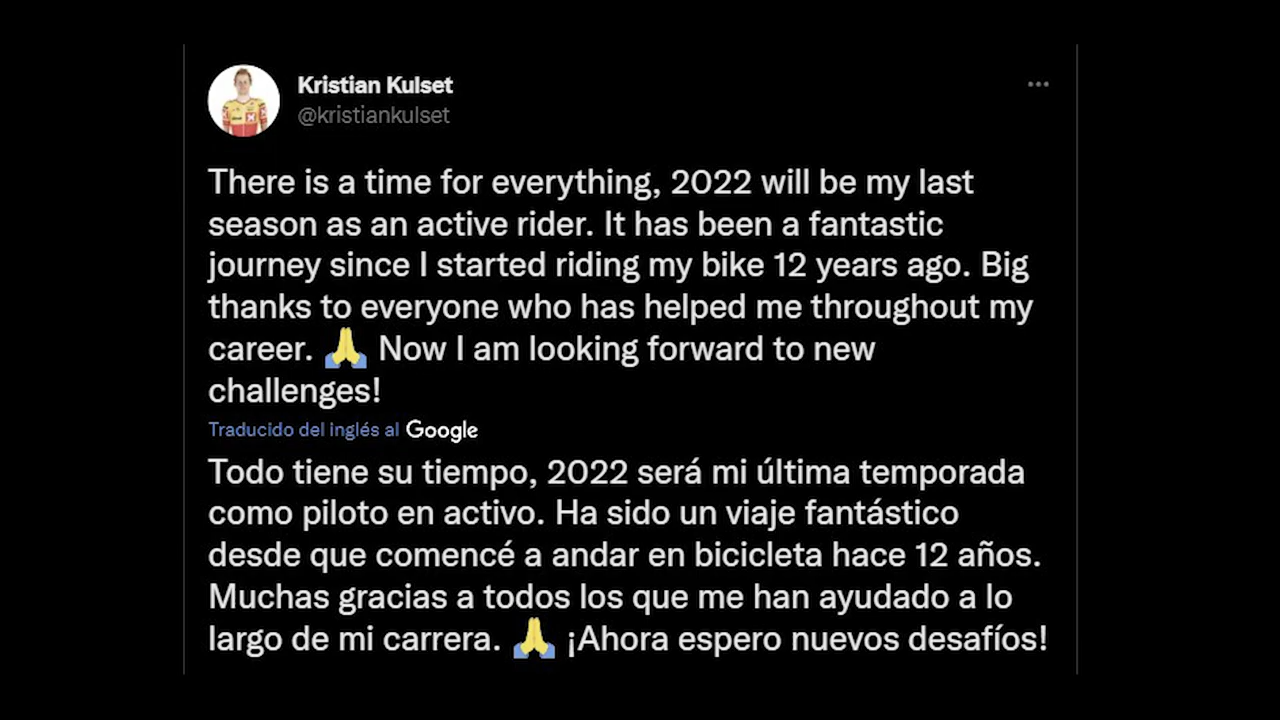 Kristian Kulset
@kristiankulset
There is a time for everything, 2022 will be my last
season as an active rider. It has been a fantastic
journey since I started riding my bike 12 years ago. Big
thanks to everyone who has helped me throughout my
career. 🙏 Now I am looking forward to new
challenges!
Traducido del inglés al Google
Todo tiene su tiempo, 2022 será mi última temporada
como piloto en activo. Ha sido un viaje fantástico
desde que comencé a andar en bicicleta hace 12 años.
Muchas gracias a todos los que me han ayudado a lo
largo de mi carrera. 🙏 ¡Ahora espero nuevos desafíos!